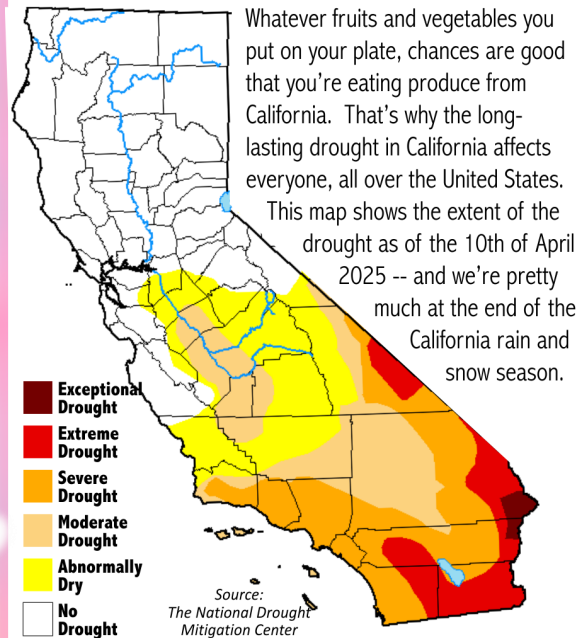 Whatever fruits and vegetables you
put on your plate, chances are good
that you're eating produce from
California.  That's why the long-
lasting drought in California affects
everyone, all over the United States.
This map shows the extent of the
drought as of the 10th of April
2025 -- and we're pretty
much at the end of the
California rain and
snow season.
Exceptional
Drought
Extreme
Drought
Severe
Drought
Moderate
Drought
Abnormally
Dry
No
Drought
Source:
The National Drought
Mitigation Center